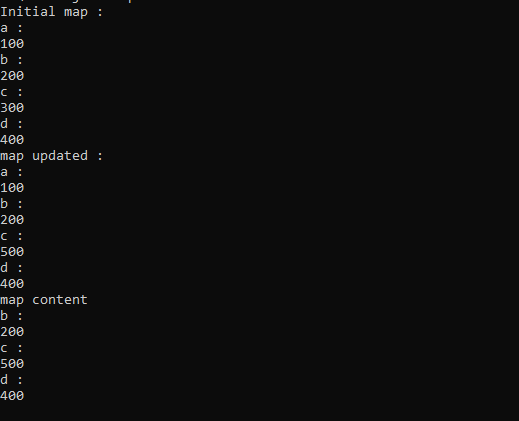 Initial map :
a :
100
b :
200
c :
300
d :
400
map updated :
a :
100
b :
200
c :
500
d :
400
map content
b :
200
c :
500
d :
400